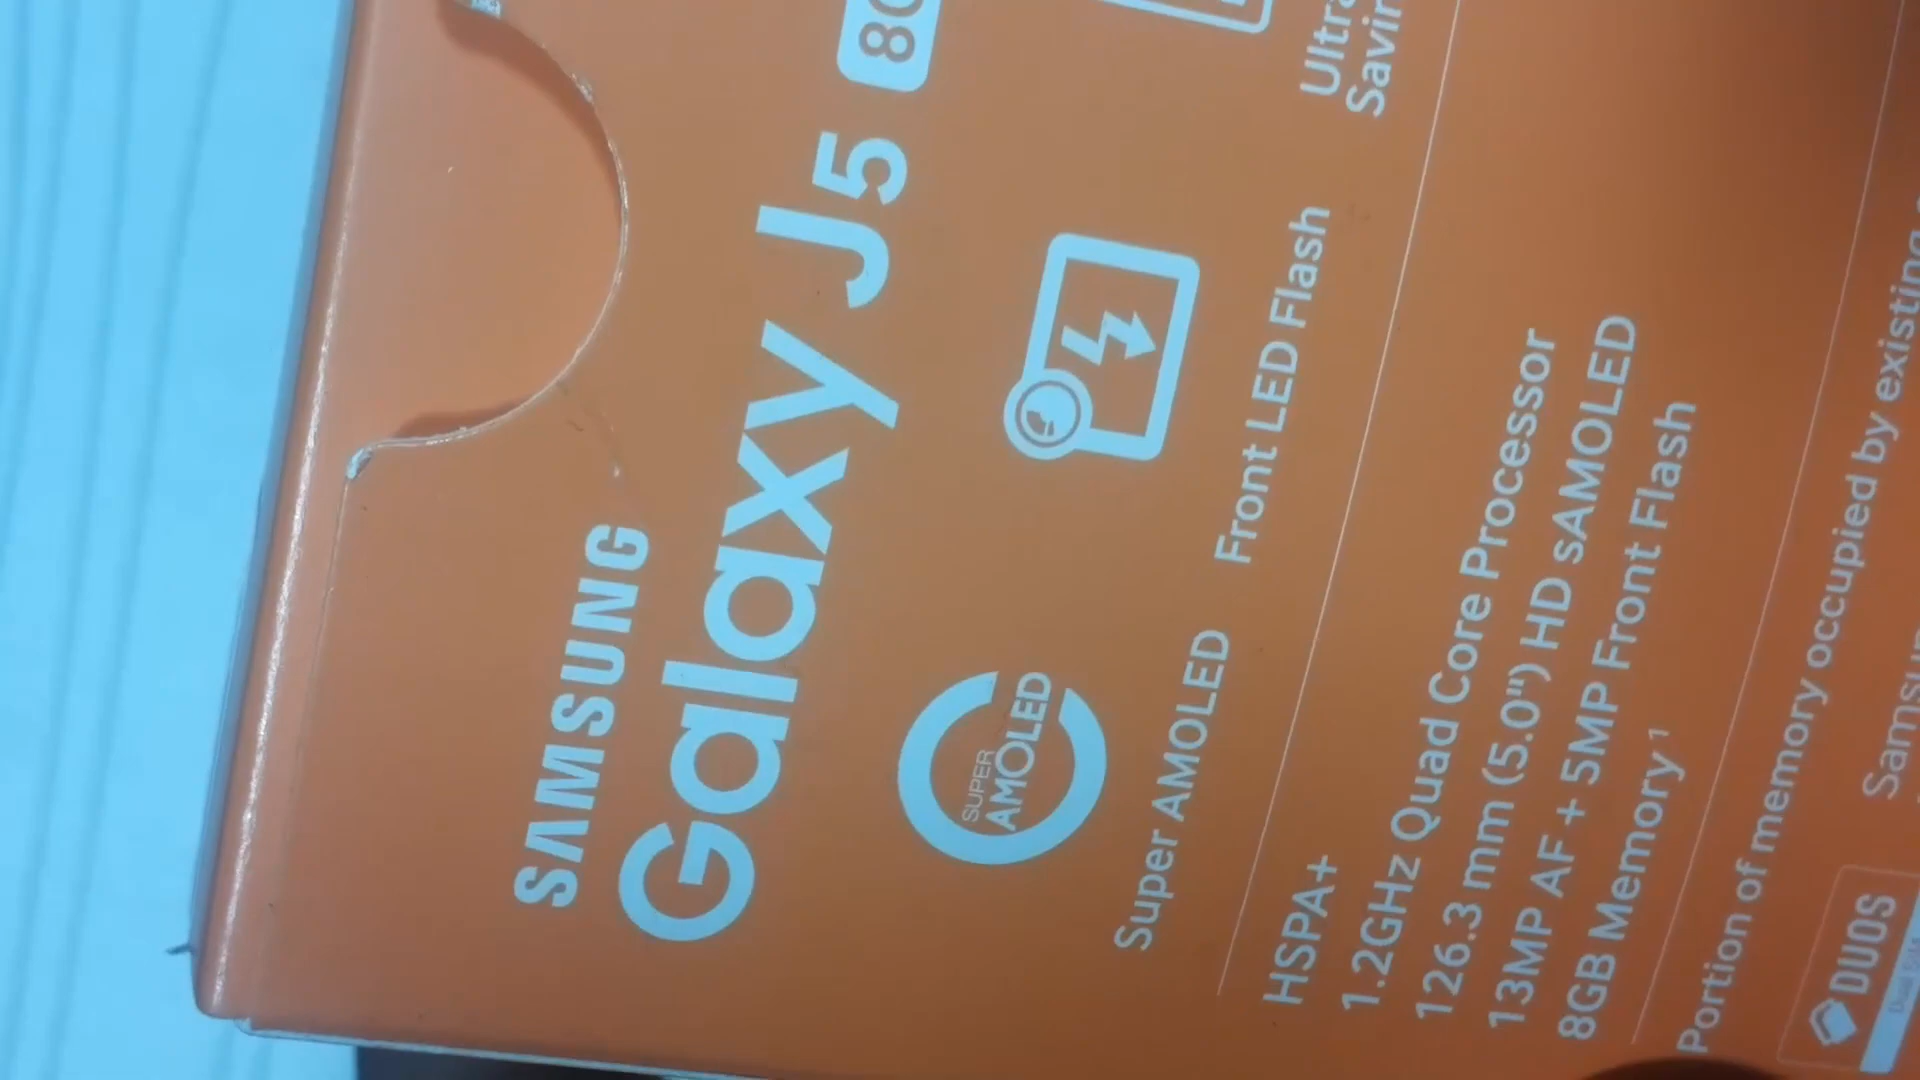 SAMSUNG
Galaxy J5
SUPER
AMOLED
Super AMOLED
Front LED Flash
Ultra
HSPA+
1.2GHz Quad Core Processor
126.3 mm (5.0") HD sAMOLED
13MP AF + 5MP Front Flash
8GB Memory ¹
Portion of memory occupied by existing
DUOS